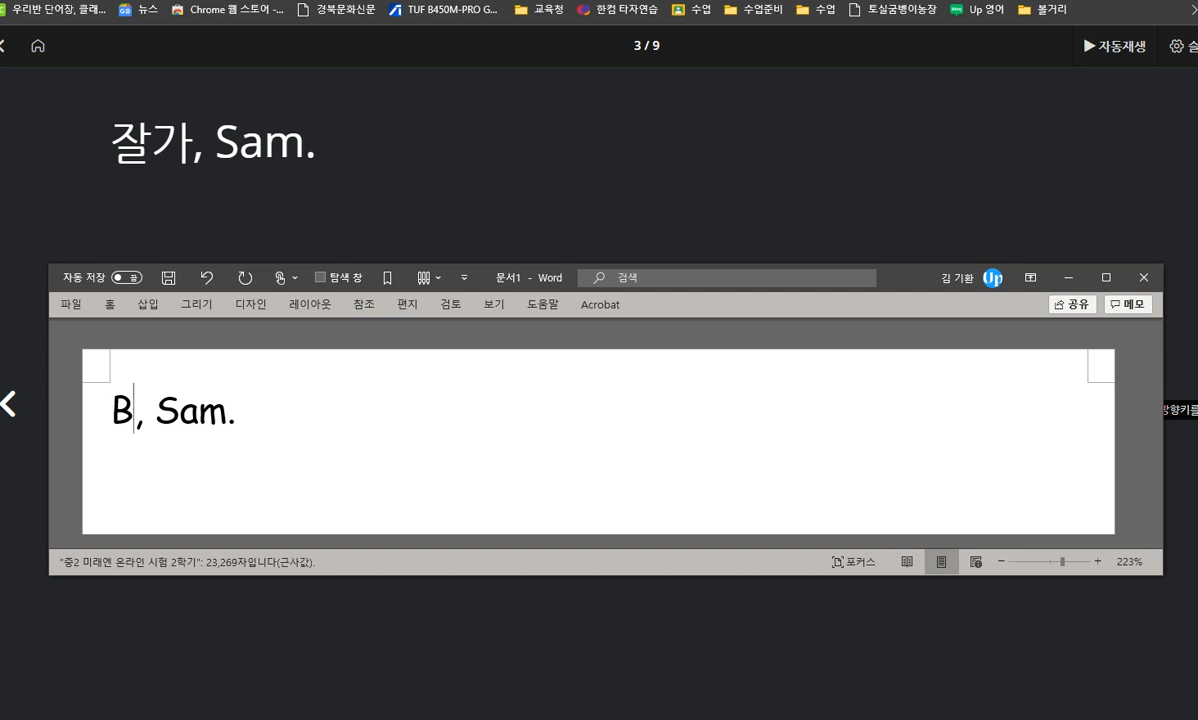 우리반 단어장, 클래... 뉴스 Chrome 웹 스토어 -... 경북문화신문 TUF B450M-PRO G... 교육청 한컴 타자연습 수업 수업준비 수업 토실굼벵이농장 Up 영어 볼거리
3 / 9 자동재생 슬
잘가, Sam.
자동 저장 끔 탐색 창 문서1 - Word 검색 김 기환 Up
파일 홈 삽입 그리기 디자인 레이아웃 참조 편지 검토 보기 도움말 Acrobat 공유 메모
B, Sam.
방향키를
"중2 미래엔 온라인 시험 2학기": 23,269자입니다(근사값). 포커스 223%